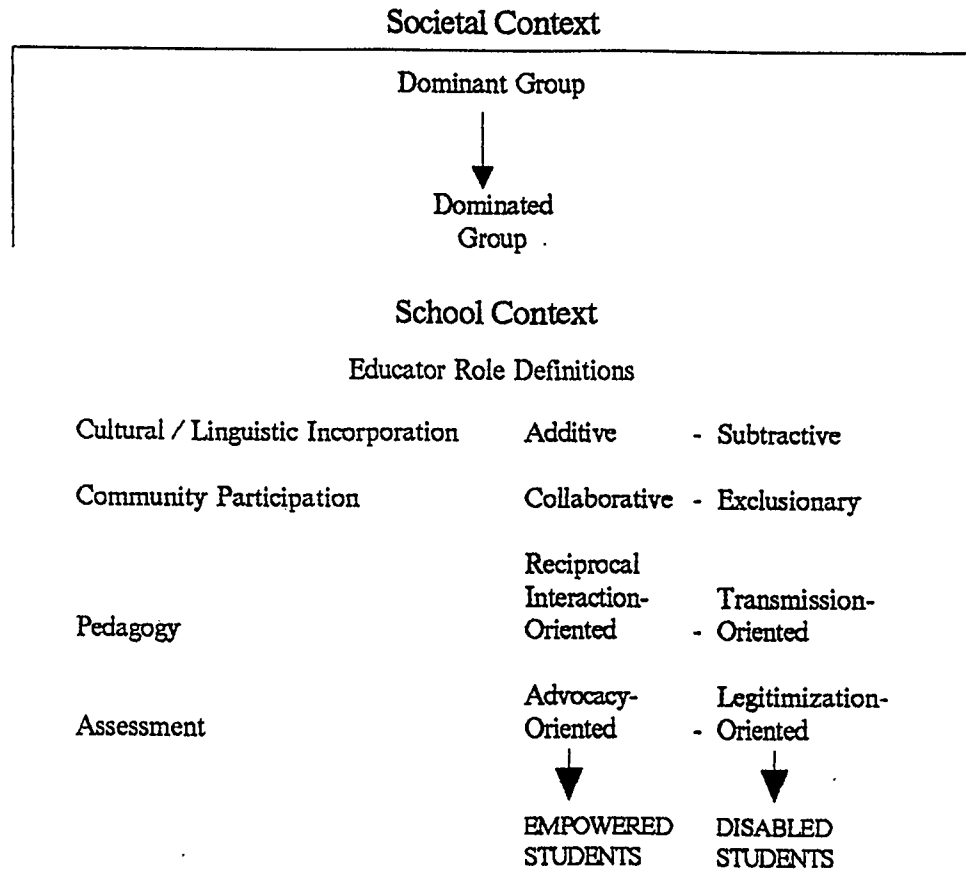 Societal Context
Dominant Group
Dominated
Group
School Context
Educator Role Definitions
Cultural / Linguistic Incorporation Additive - Subtractive
Community Participation Collaborative - Exclusionary
Reciprocal
Interaction- Transmission-
Pedagogy Oriented - Oriented
Advocacy- Legitimization-
Assessment Oriented - Oriented
EMPOWERED DISABLED
STUDENTS STUDENTS